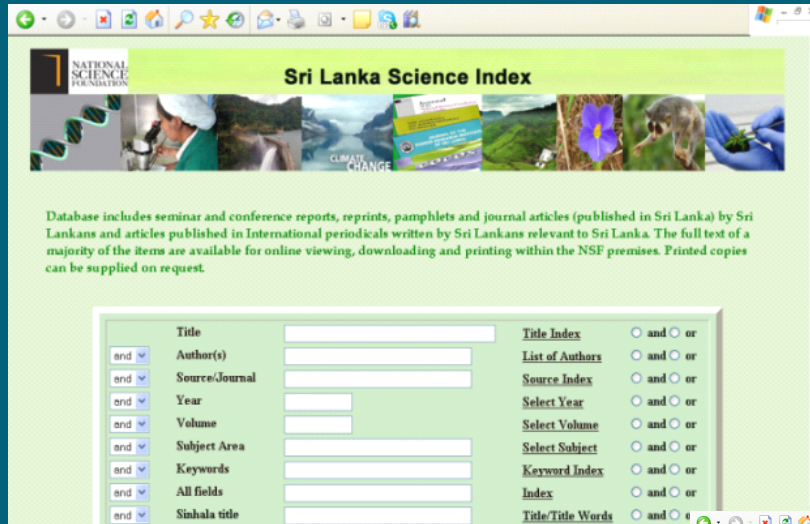 NATIONAL
SCIENCE
FOUNDATION
Sri Lanka Science Index
CLIMATE
CHANGE
Database includes seminar and conference reports, reprints, pamphlets and journal articles (published in Sri Lanka) by Sri
Lankans and articles published in International periodicals written by Sri Lankans relevant to Sri Lanka. The full text of a
majority of the items are available for online viewing, downloading and printing within the NSF premises. Printed copies
can be supplied on request.
Title Title Index and or
and Author(s) List of Authors and or
and Source/Journal Source Index and or
and Year Select Year and or
and Volume Select Volume and or
and Subject Area Select Subject and or
and Keywords Keyword Index and or
and All fields Index and or
and Sinhala title Title/Title Words and